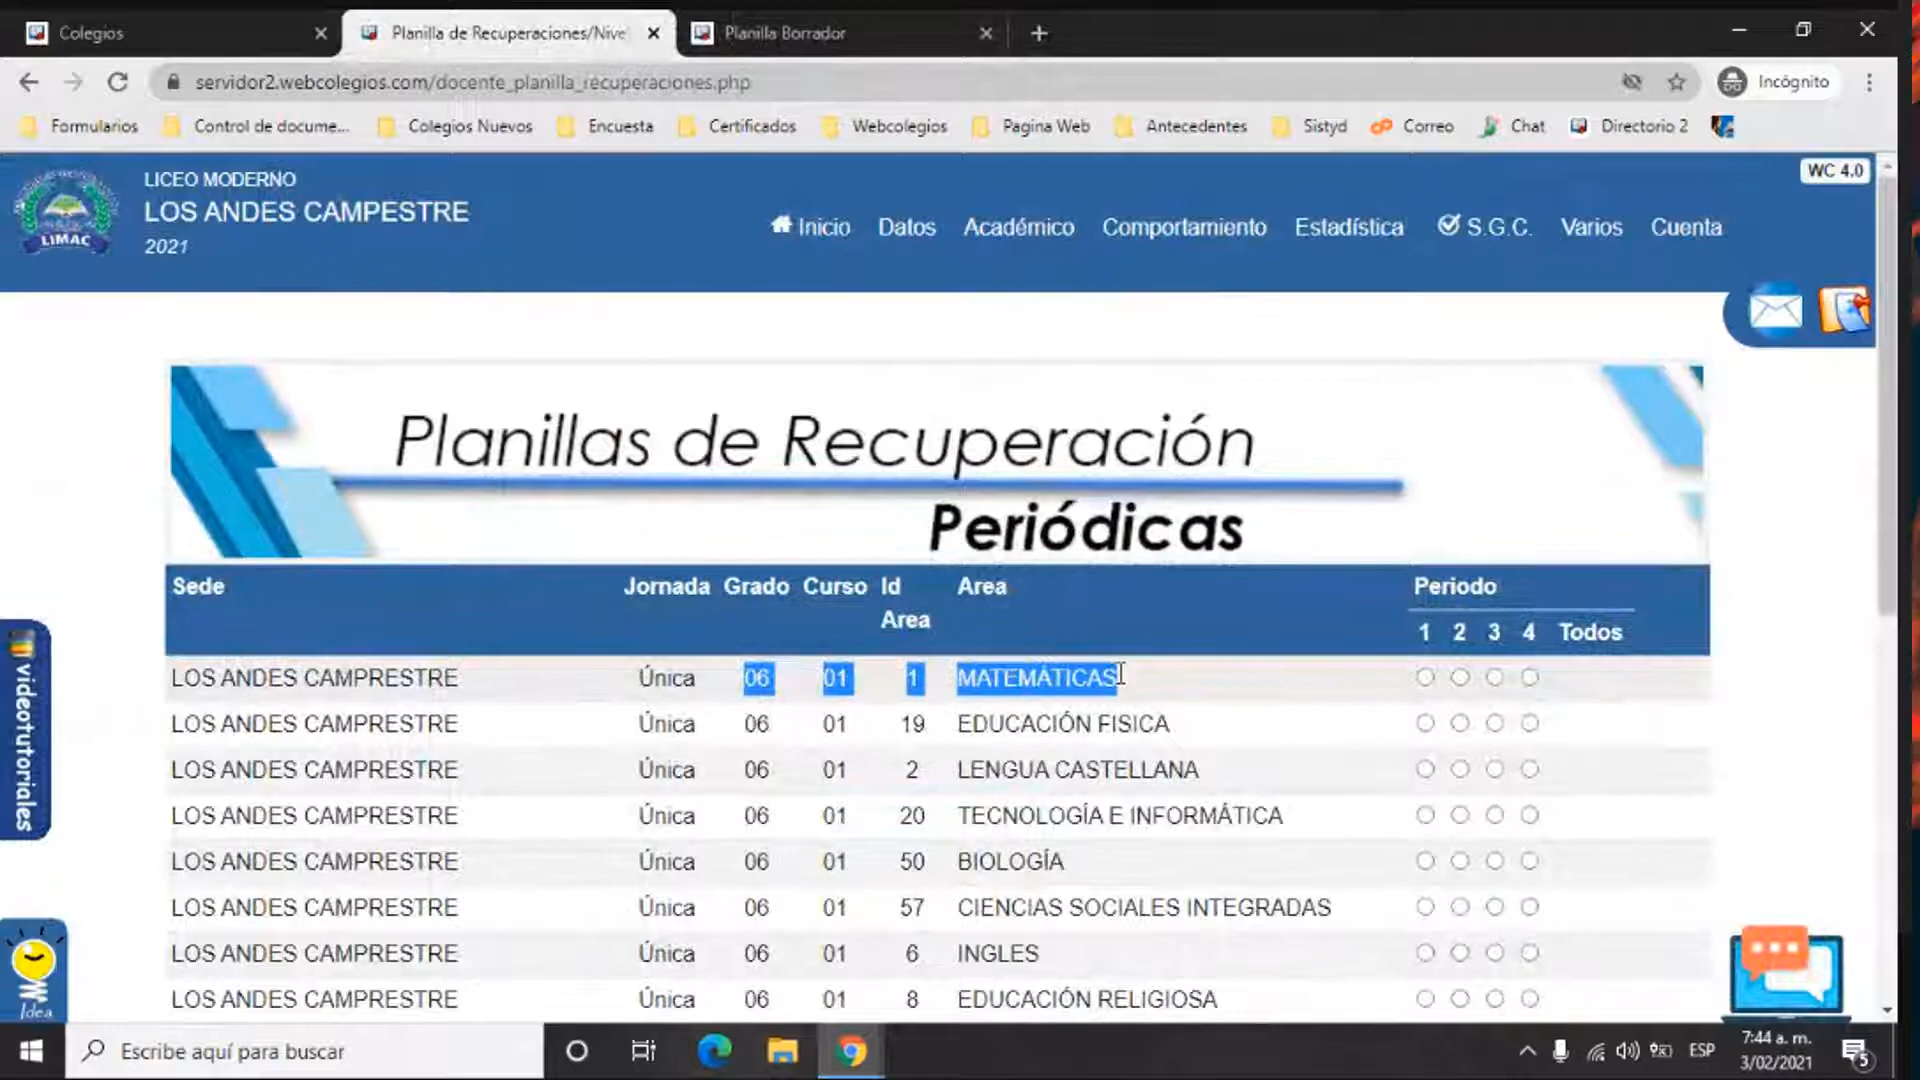 Colegios
Planilla de Recuperaciones/Nive
Planilla Borrador
servidor2.webcolegios.com/docente_planilla_recuperaciones.php
Incógnito
Formularios
Control de docume...
Colegios Nuevos
Encuesta
Certificados
Webcolegios
Pagina Web
Antecedentes
Sistyd
Correo
Chat
Directorio 2
WC 4.0
LICEO MODERNO
LOS ANDES CAMPESTRE
2021
LIMAC
Inicio
Datos
Académico
Comportamiento
Estadística
S.G.C.
Varios
Cuenta
Planillas de Recuperación
Periódicas
Sede Jornada Grado Curso Id Area Area Periodo
1 2 3 4 Todos
LOS ANDES CAMPRESTRE Única 06 01 1 MATEMÁTICAS
LOS ANDES CAMPRESTRE Única 06 01 19 EDUCACIÓN FISICA
LOS ANDES CAMPRESTRE Única 06 01 2 LENGUA CASTELLANA
LOS ANDES CAMPRESTRE Única 06 01 20 TECNOLOGÍA E INFORMÁTICA
LOS ANDES CAMPRESTRE Única 06 01 50 BIOLOGÍA
LOS ANDES CAMPRESTRE Única 06 01 57 CIENCIAS SOCIALES INTEGRADAS
LOS ANDES CAMPRESTRE Única 06 01 6 INGLES
LOS ANDES CAMPRESTRE Única 06 01 8 EDUCACIÓN RELIGIOSA
videotutoriales
Idea
Escribe aquí para buscar
ESP
7:44 a. m.
3/02/2021
5